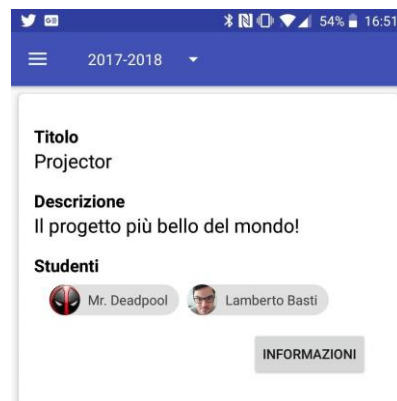 54% 16:51
2017-2018
Titolo
Projector
Descrizione
Il progetto più bello del mondo!
Studenti
Mr. Deadpool Lamberto Basti
INFORMAZIONI